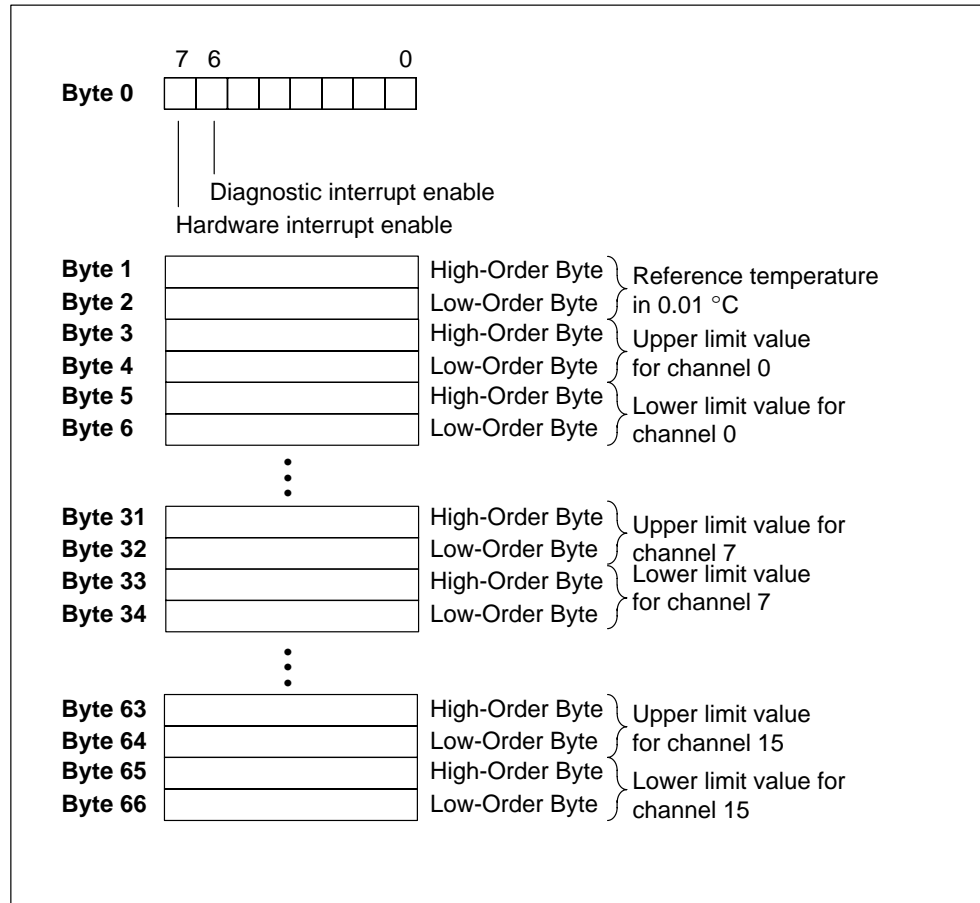 7 6 0
Byte 0
Diagnostic interrupt enable
Hardware interrupt enable
Byte 1 High-Order Byte
Reference temperature
Byte 2 Low-Order Byte
in 0.01 °C
Byte 3 High-Order Byte
Upper limit value
Byte 4 Low-Order Byte
for channel 0
Byte 5 High-Order Byte
Lower limit value for
Byte 6 Low-Order Byte
channel 0
Byte 31 High-Order Byte
Upper limit value for
Byte 32 Low-Order Byte
channel 7
Byte 33 High-Order Byte
Lower limit value
Byte 34 Low-Order Byte
for channel 7
Byte 63 High-Order Byte
Upper limit value
Byte 64 Low-Order Byte
for channel 15
Byte 65 High-Order Byte
Lower limit value for
Byte 66 Low-Order Byte
channel 15